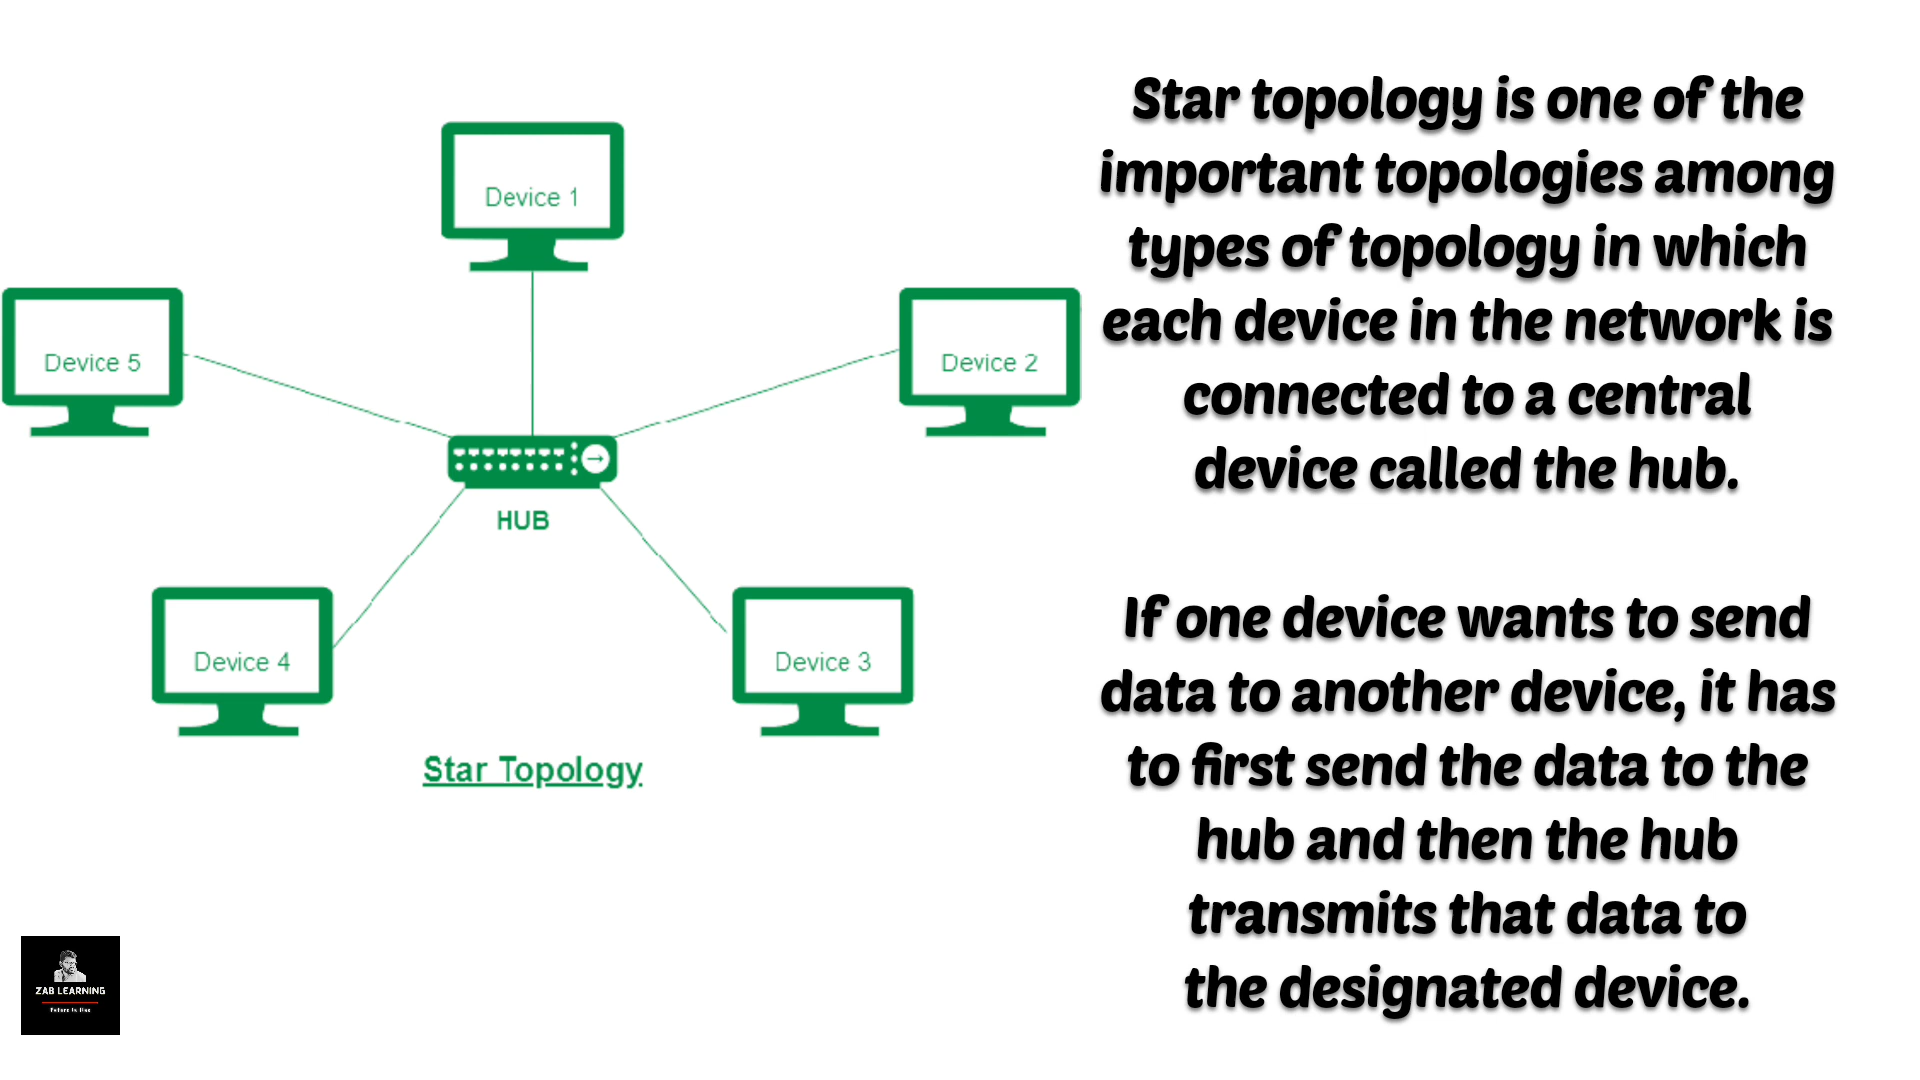 Star topology is one of the
important topologies among
types of topology in which
each device in the network is
connected to a central
device called the hub.
If one device wants to send
data to another device, it has
to first send the data to the
hub and then the hub
transmits that data to
the designated device.
Device 1
Device 5
Device 2
HUB
Device 4
Device 3
Star Topology
ZAB LEARNING